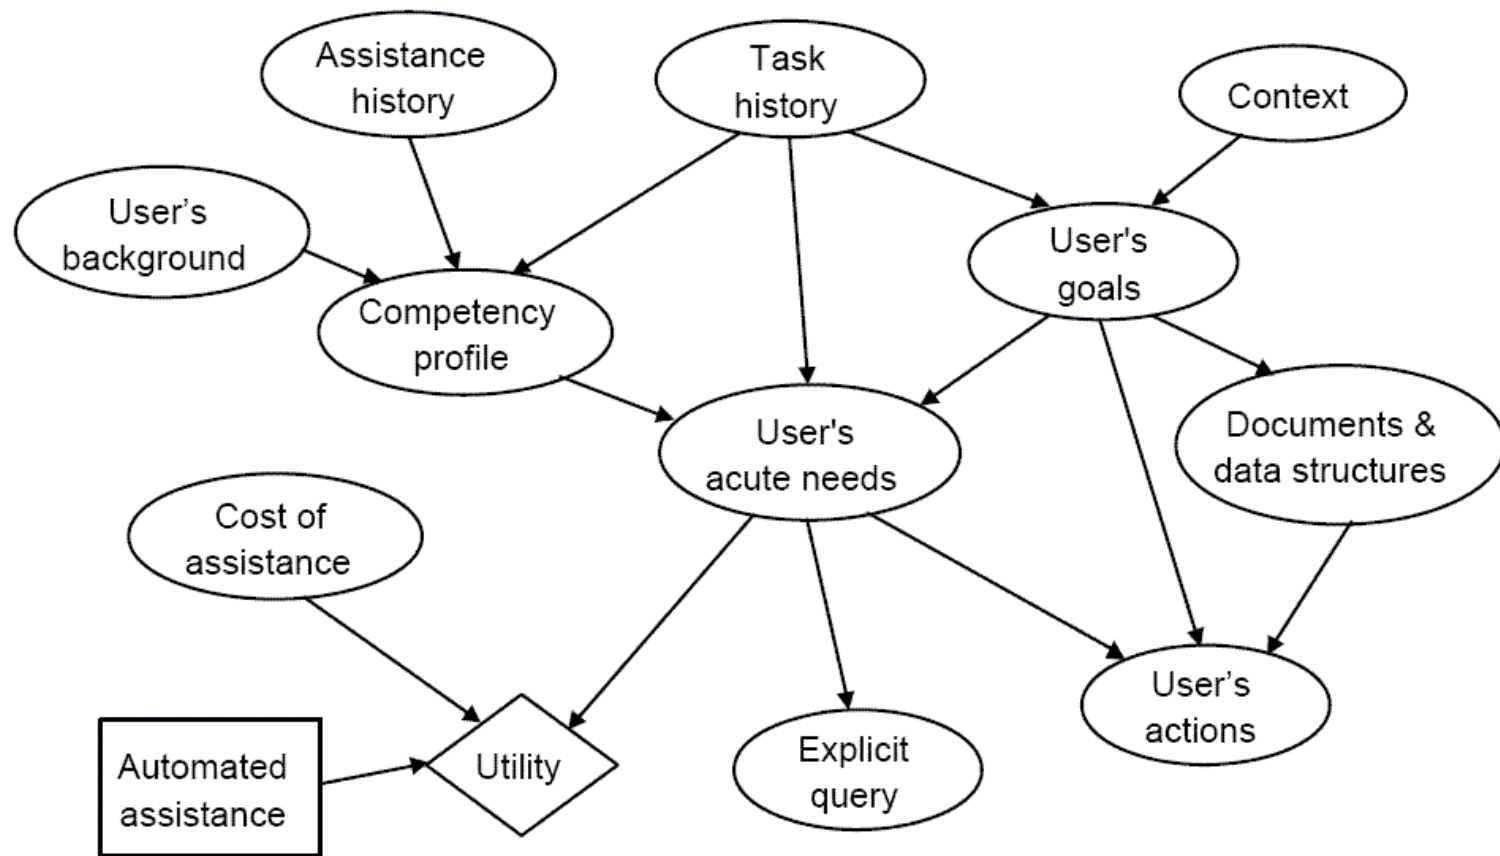 Assistance
history
Task
history
Context
User’s
background
User's
goals
Competency
profile
User's
acute needs
Documents &
data structures
Cost of
assistance
User’s
actions
Automated
assistance
Utility
Explicit
query